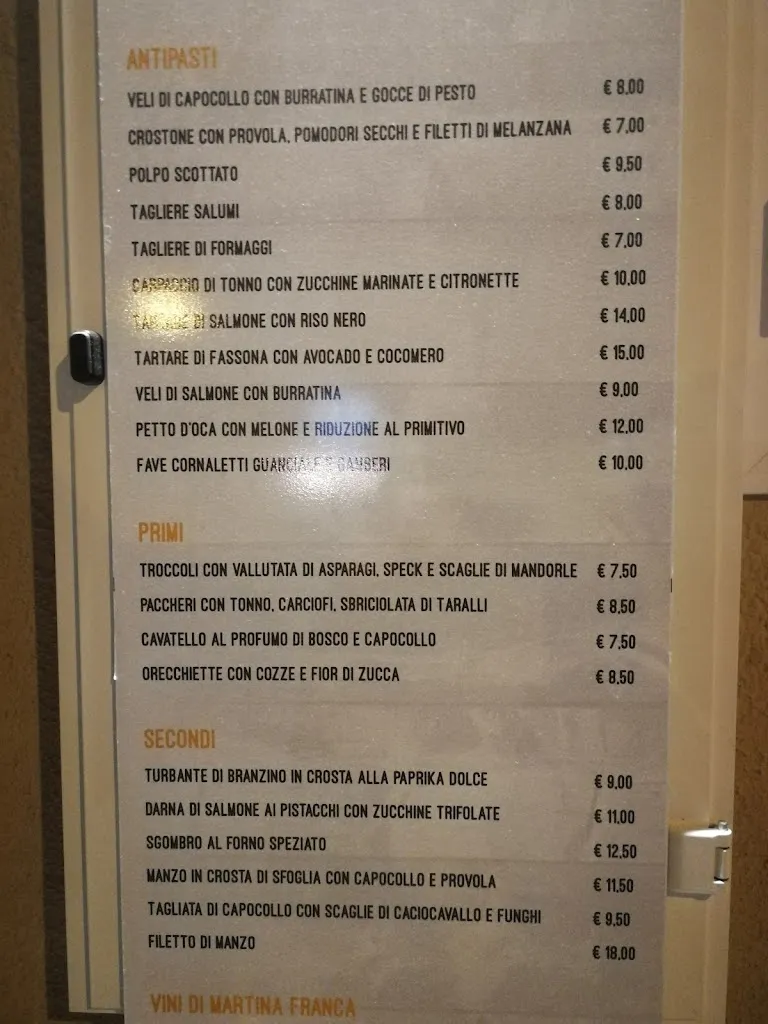 ANTIPASTI
VELI DI CAPOCOLLO CON BURRATINA E GOCCE DI PESTO € 8,00
CROSTONE CON PROVOLA, POMODORI SECCHI E FILETTI DI MELANZANA € 7,00
POLPO SCOTTATO € 9,50
TAGLIERE SALUMI € 8,00
TAGLIERE DI FORMAGGI € 7,00
CARPACCIO DI TONNO CON ZUCCHINE MARINATE E CITRONETTE € 10,00
TARTARE DI SALMONE CON RISO NERO € 14,00
TARTARE DI FASSONA CON AVOCADO E COCOMERO € 15,00
VELI DI SALMONE CON BURRATINA € 9,00
PETTO D'OCA CON MELONE E RIDUZIONE AL PRIMITIVO € 12,00
FAVE CORNALETTI GUANCIALE E GAMBERI € 10,00
PRIMI
TROCCOLI CON VALLUTATA DI ASPARAGI, SPECK E SCAGLIE DI MANDORLE € 7,50
PACCHERI CON TONNO, CARCIOFI, SBRICIOLATA DI TARALLI € 8,50
CAVATELLO AL PROFUMO DI BOSCO E CAPOCOLLO € 7,50
ORECCHIETTE CON COZZE E FIOR DI ZUCCA € 8,50
SECONDI
TURBANTE DI BRANZINO IN CROSTA ALLA PAPRIKA DOLCE € 9,00
DARNA DI SALMONE AI PISTACCHI CON ZUCCHINE TRIFOLATE € 11,00
SGOMBRO AL FORNO SPEZIATO € 12,50
MANZO IN CROSTA DI SFOGLIA CON CAPOCOLLO E PROVOLA € 11,50
TAGLIATA DI CAPOCOLLO CON SCAGLIE DI CACIOCAVALLO E FUNGHI € 9,50
FILETTO DI MANZO € 18,00
VINI DI MARTINA FRANCA